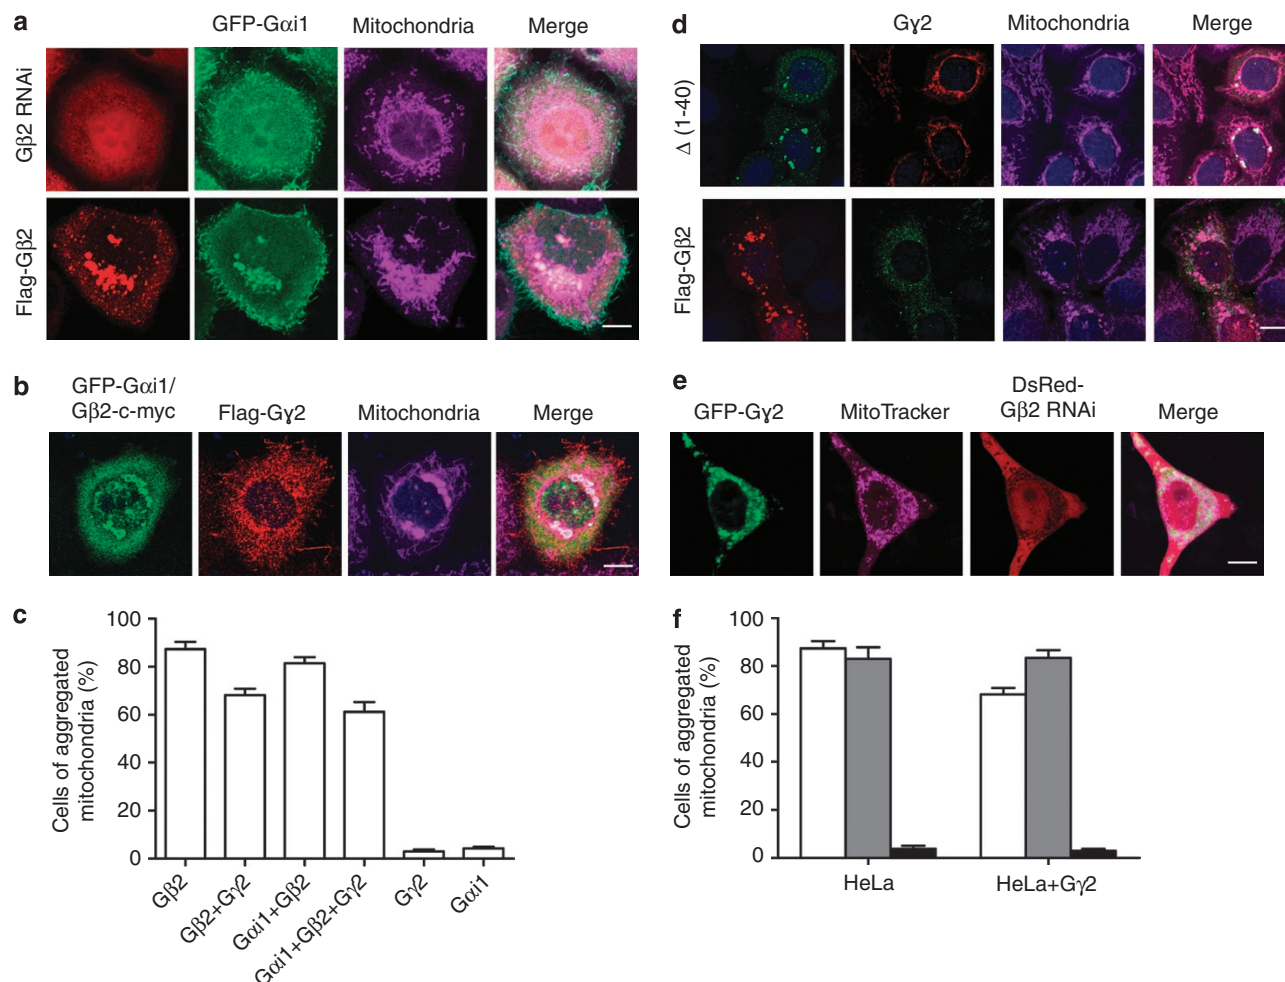 a
GFP-Gαi1
Mitochondria
Merge
Gβ2 RNAi
Flag-Gβ2
b
GFP-Gαi1/
Gβ2-c-myc
Flag-Gγ2
Mitochondria
Merge
c
Cells of aggregated
mitochondria (%)
100
80
60
40
20
0
Gβ2
Gβ2+Gγ2
Gαi1+Gβ2
Gαi1+Gβ2+Gγ2
Gγ2
Gαi1
d
Gγ2
Mitochondria
Merge
Δ (1-40)
Flag-Gβ2
e
GFP-Gγ2
MitoTracker
DsRed-
Gβ2 RNAi
Merge
f
Cells of aggregated
mitochondria (%)
100
80
60
40
20
0
HeLa
HeLa+Gγ2